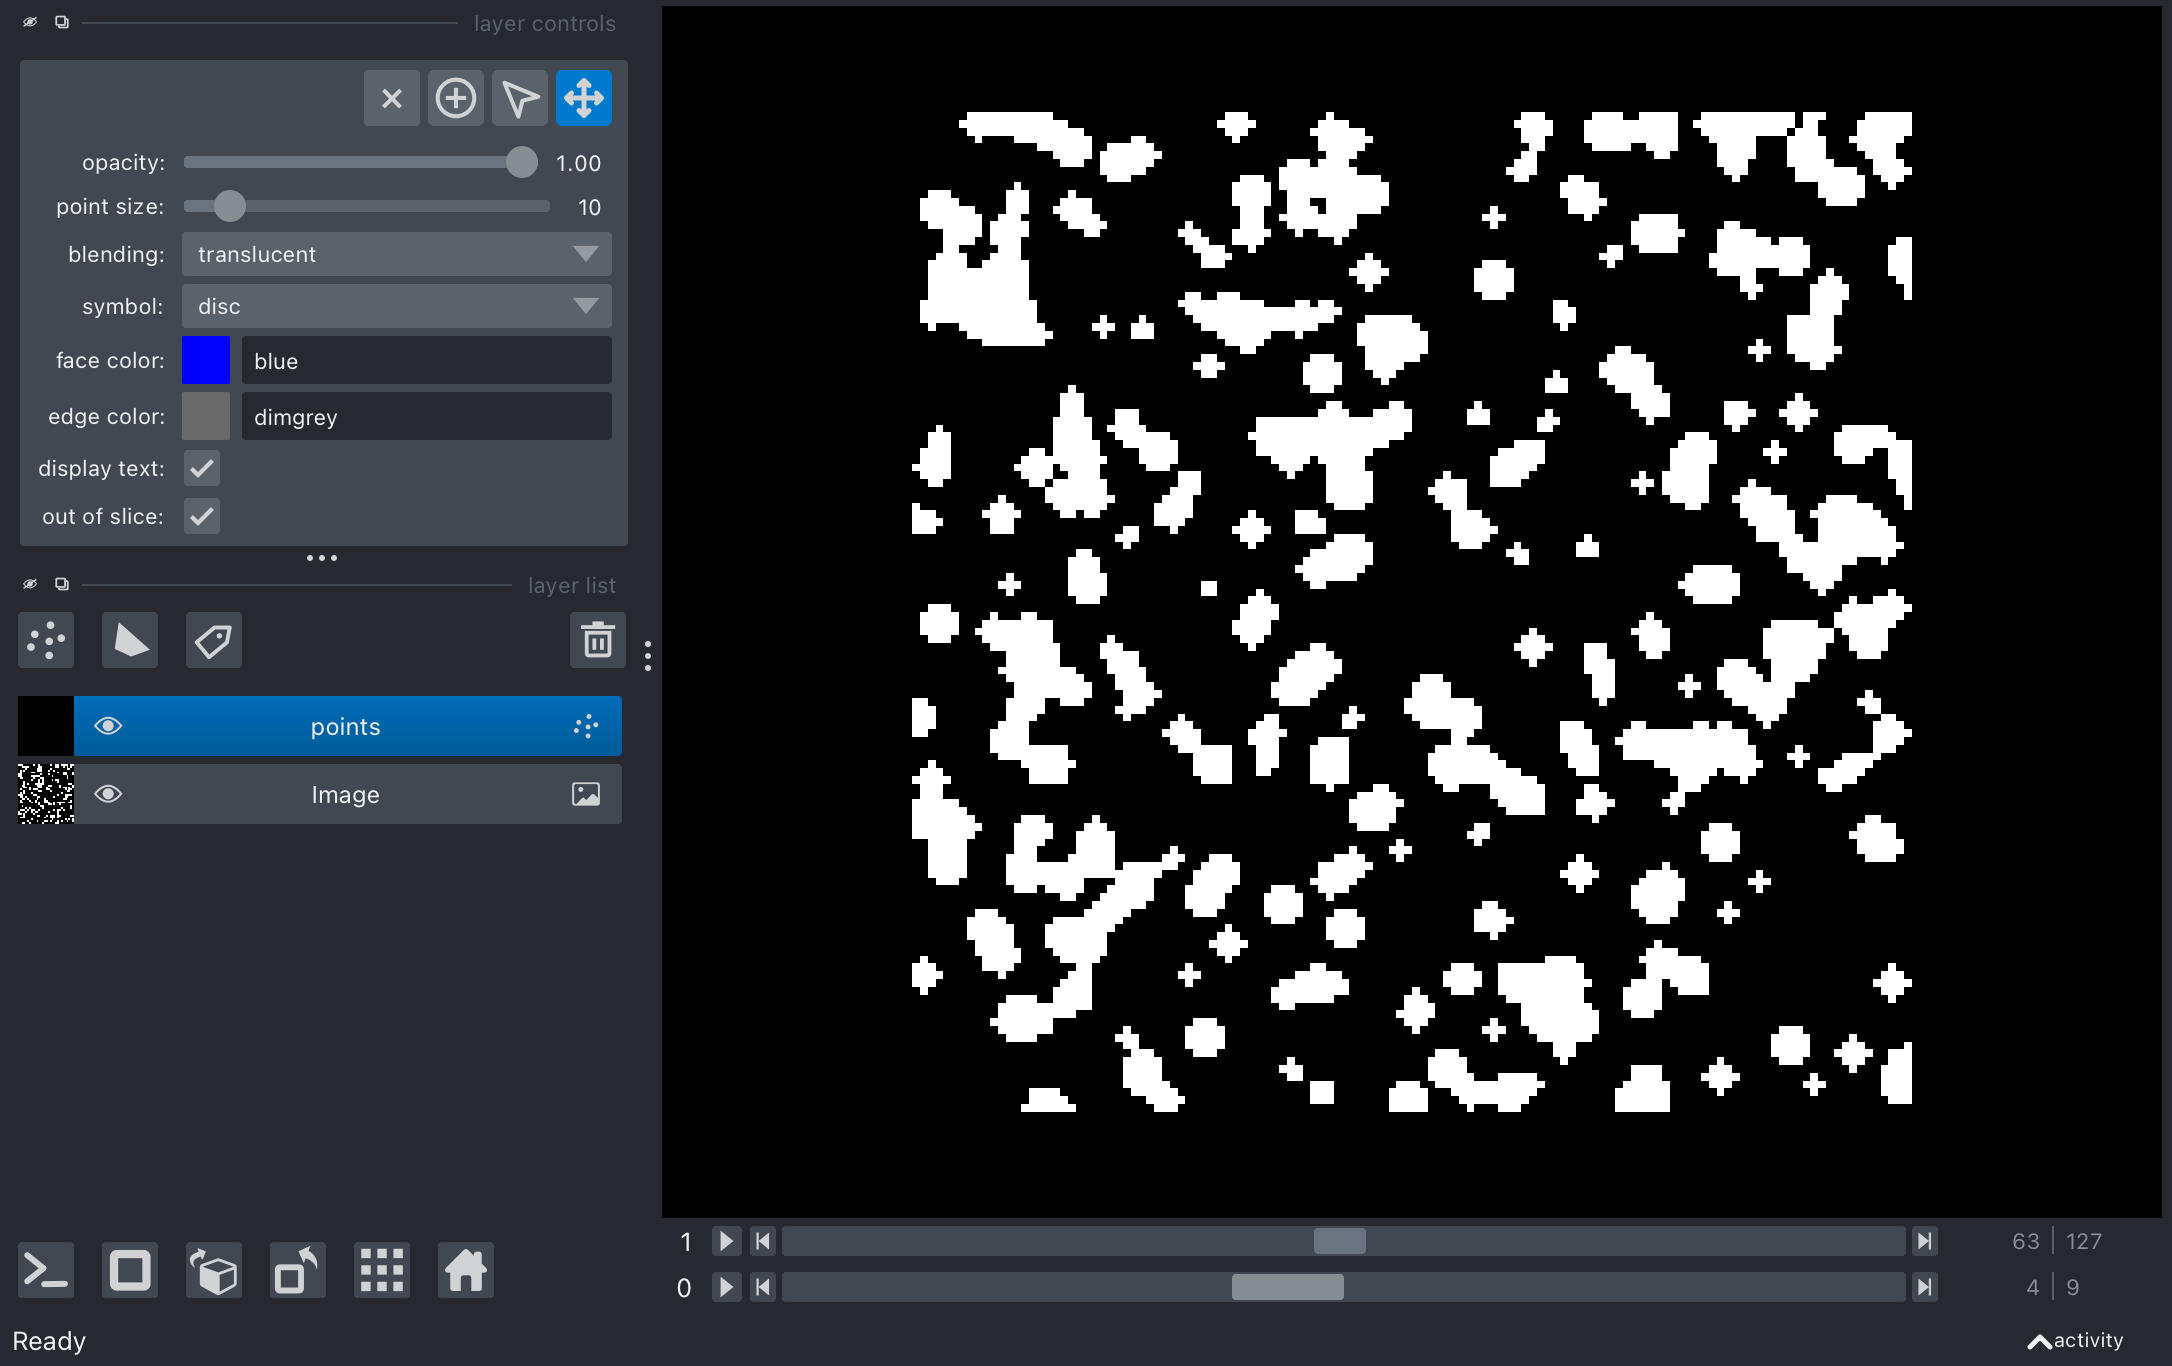 layer controls
opacity: 1.00
point size: 10
blending: translucent
symbol: disc
face color: blue
edge color: dimgrey
display text:
out of slice:
layer list
points
Image
1 63 | 127
0 4 | 9
Ready
activity